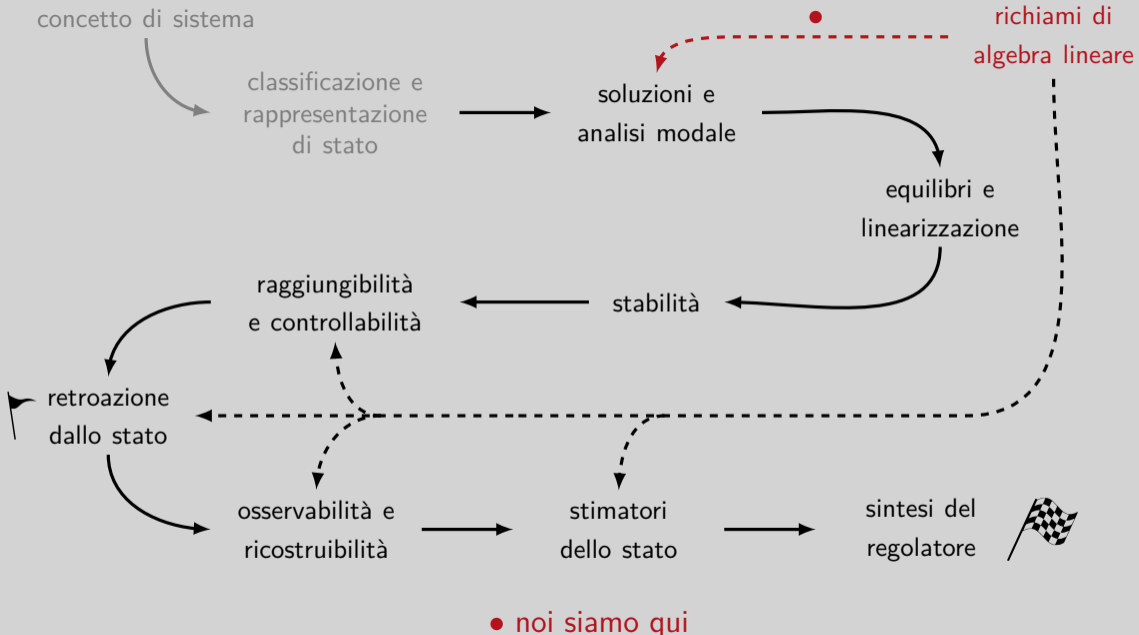 concetto di sistema
richiami di
algebra lineare
classificazione e
rappresentazione
di stato
soluzioni e
analisi modale
equilibri e
linearizzazione
stabilità
raggiungibilità
e controllabilità
retroazione
dallo stato
osservabilità e
ricostruibilità
stimatori
dello stato
sintesi del
regolatore
• noi siamo qui